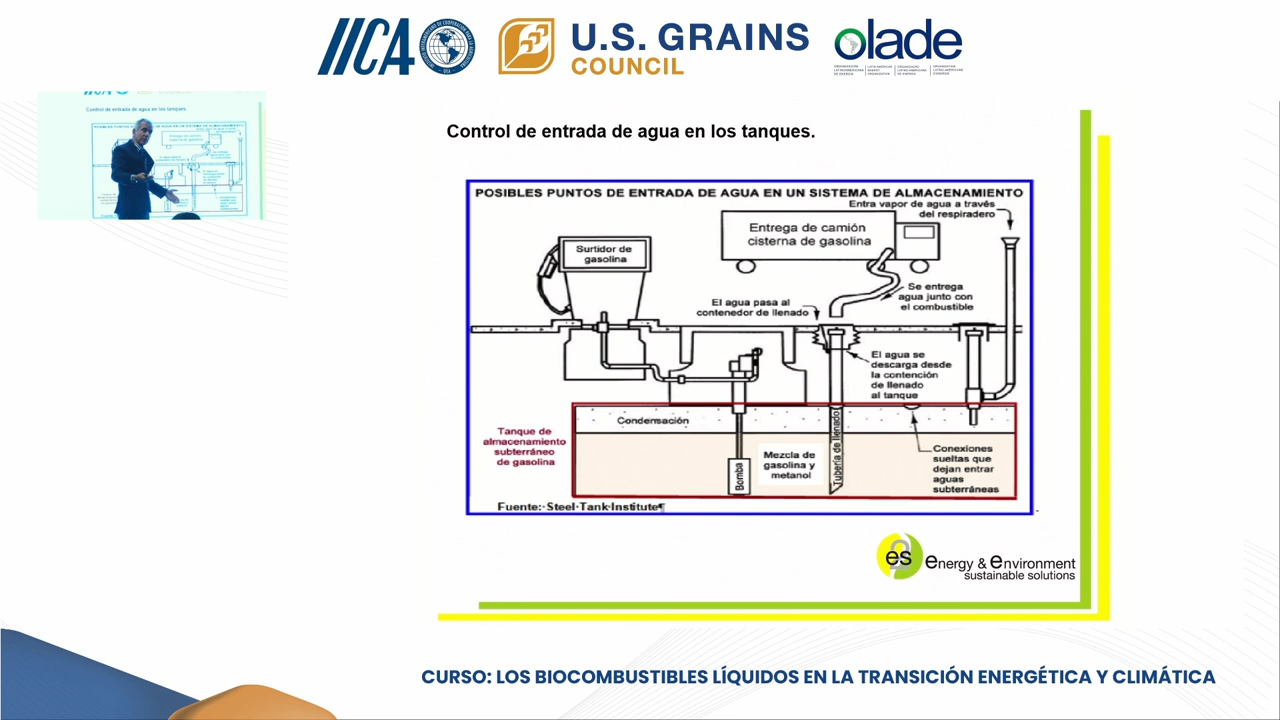 IICA
U.S. GRAINS
COUNCIL
olade
Control de entrada de agua en los tanques.
POSIBLES PUNTOS DE ENTRADA DE AGUA EN UN SISTEMA DE ALMACENAMIENTO
Entra vapor de agua a través
del respiradero
Entrega de camión
cisterna de gasolina
Surtidor de
gasolina
Se entrega
agua junto con
el combustible
El agua pasa al
contenedor de llenado
El agua se
descarga desde
la contención
de llenado
al tanque
Condensación
Tanque de
almacenamiento
subterráneo
de gasolina
Bomba
Mezcla de
gasolina y
metanol
Tubería de llenado
Conexiones
sueltas que
dejan entrar
aguas
subterráneas
Fuente:·Steel·Tank·Institute¶
es energy & environment
sustainable solutions
CURSO: LOS BIOCOMBUSTIBLES LÍQUIDOS EN LA TRANSICIÓN ENERGÉTICA Y CLIMÁTICA